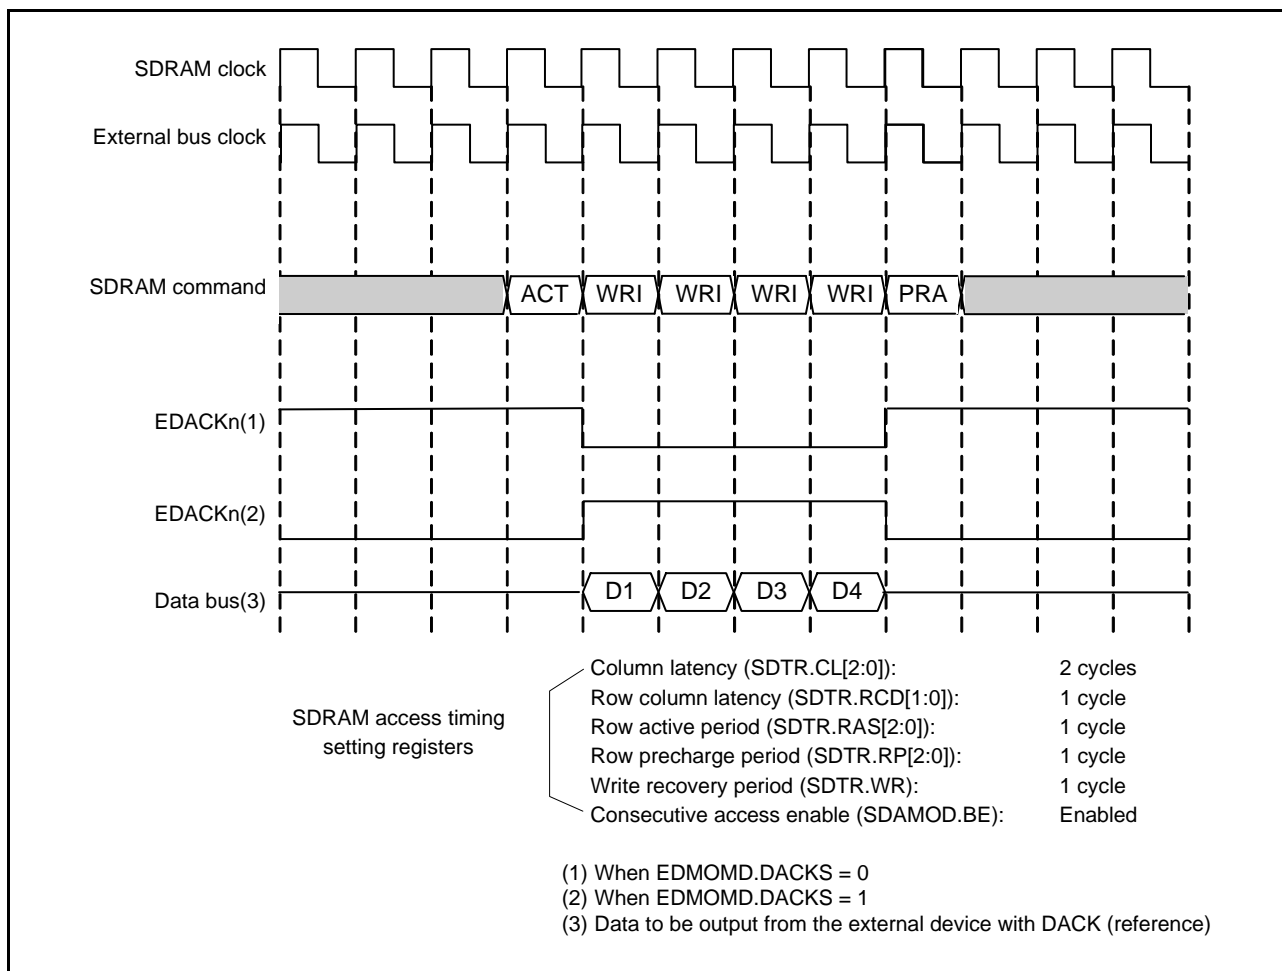 SDRAM clock
External bus clock
SDRAM command
ACT WRI WRI WRI WRI PRA
EDACKn(1)
EDACKn(2)
Data bus(3)
D1 D2 D3 D4
SDRAM access timing
setting registers
Column latency (SDTR.CL[2:0]): 2 cycles
Row column latency (SDTR.RCD[1:0]): 1 cycle
Row active period (SDTR.RAS[2:0]): 1 cycle
Row precharge period (SDTR.RP[2:0]): 1 cycle
Write recovery period (SDTR.WR): 1 cycle
Consecutive access enable (SDAMOD.BE): Enabled
(1) When EDMOMD.DACKS = 0
(2) When EDMOMD.DACKS = 1
(3) Data to be output from the external device with DACK (reference)